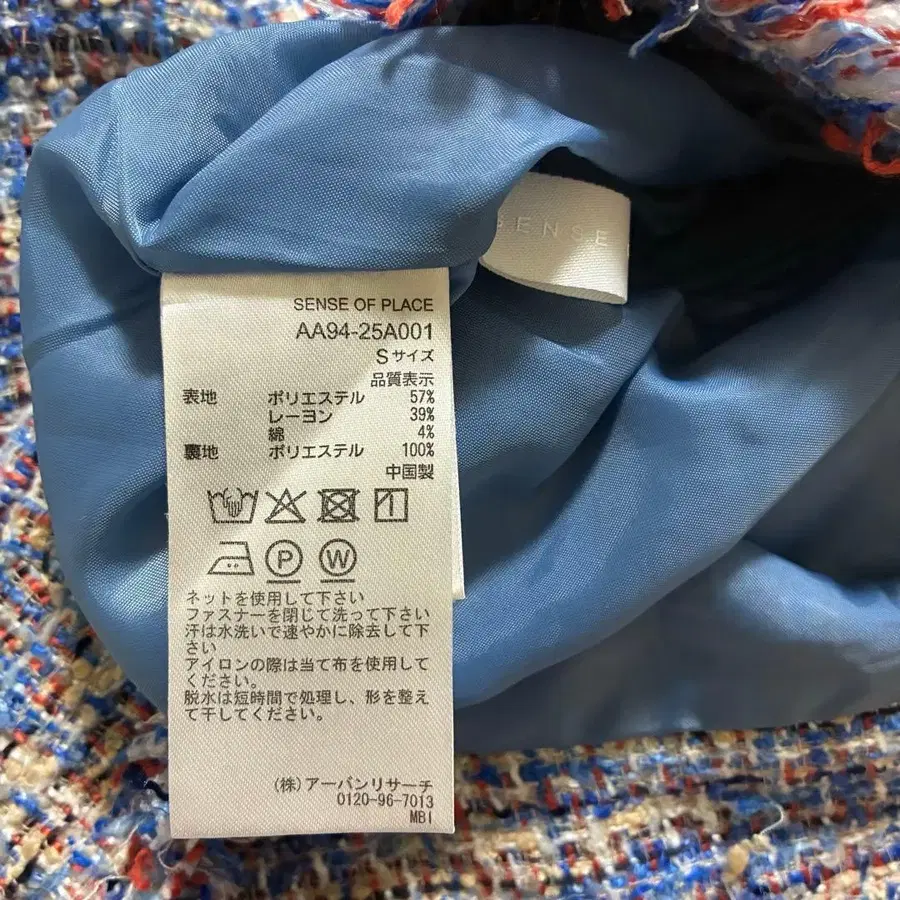 SENSE
SENSE OF PLACE
AA94-25A001
Sサイズ
品質表示
表地 ポリエステル 57%
レーヨン 39%
綿 4%
裏地 ポリエステル 100%
中国製
P W
ネットを使用して下さい
ファスナーを閉じて洗って下さい
汗は水洗いで速やかに除去して下
さい
アイロンの際は当て布を使用して
ください。
脱水は短時間で処理し、形を整え
て干してください。
(株)アーバンリサーチ
0120-96-7013
MBI